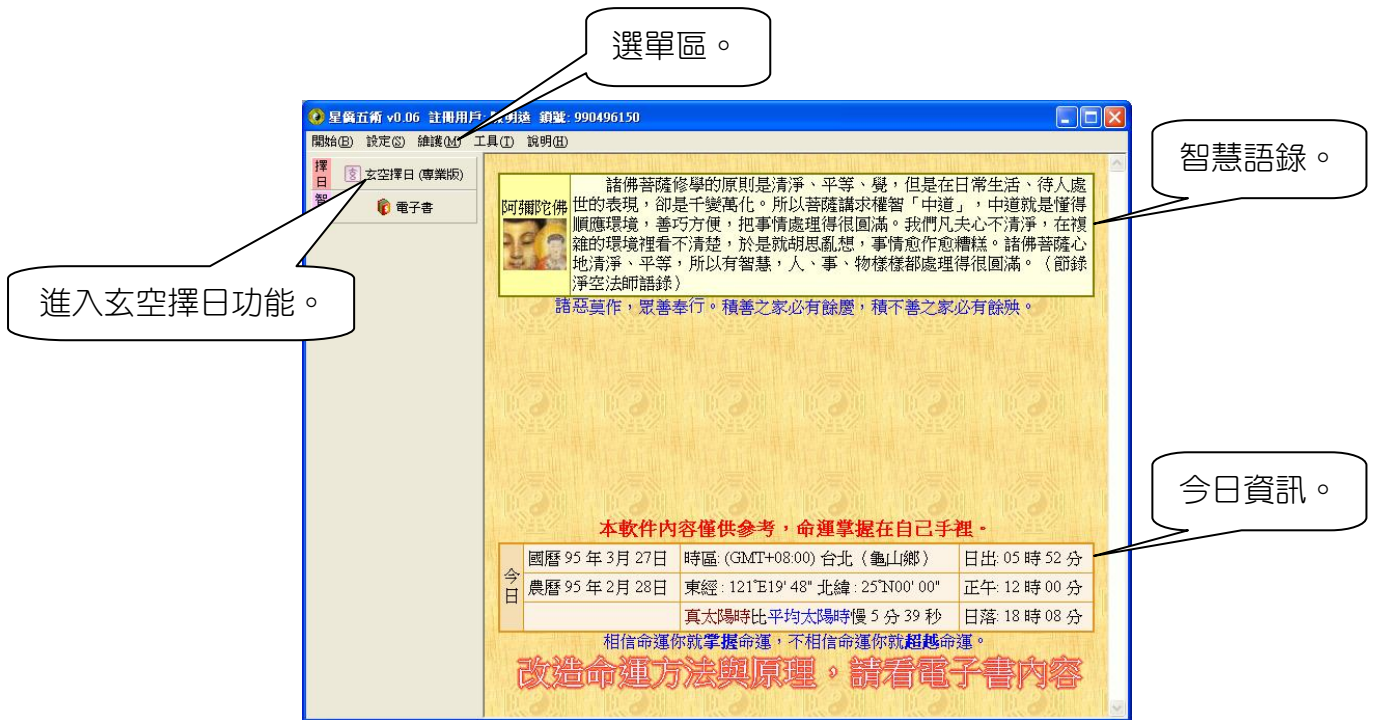 選單區。
星僑五術 v0.06 註冊用戶: 明遠 鎖號: 990496150
開始(B) 設定(S) 維護(M) 工具(T) 說明(H)
擇日
玄空擇日 (專業版)
電子書
智慧語錄。
進入玄空擇日功能。
阿彌陀佛
諸佛菩薩修學的原則是清淨、平等、覺，但是在日常生活、待人處
世的表現，卻是千變萬化。所以菩薩講求權智「中道」，中道就是懂得
順應環境，善巧方便，把事情處理得很圓滿。我們凡夫心不清淨，在複
雜的環境裡看不清楚，於是就胡思亂想，事情愈作愈糟糕。諸佛菩薩心
地清淨、平等，所以有智慧，人、事、物樣樣都處理得很圓滿。（節錄
淨空法師語錄）
諸惡莫作，眾善奉行。積善之家必有餘慶，積不善之家必有餘殃。
今日資訊。
本軟件內容僅供參考，命運掌握在自己手裡。
今日
國曆 95 年 3月 27日 時區: (GMT+08:00) 台北（龜山鄉） 日出: 05 時 52 分
農曆 95 年 2月 28日 東經 : 121°E19' 48" 北緯 : 25°N00' 00" 正午: 12 時 00 分
真太陽時比平均太陽時慢 5 分 39 秒 日落: 18 時 08 分
相信命運你就掌握命運，不相信命運你就超越命運。
改造命運方法與原理，請看電子書內容